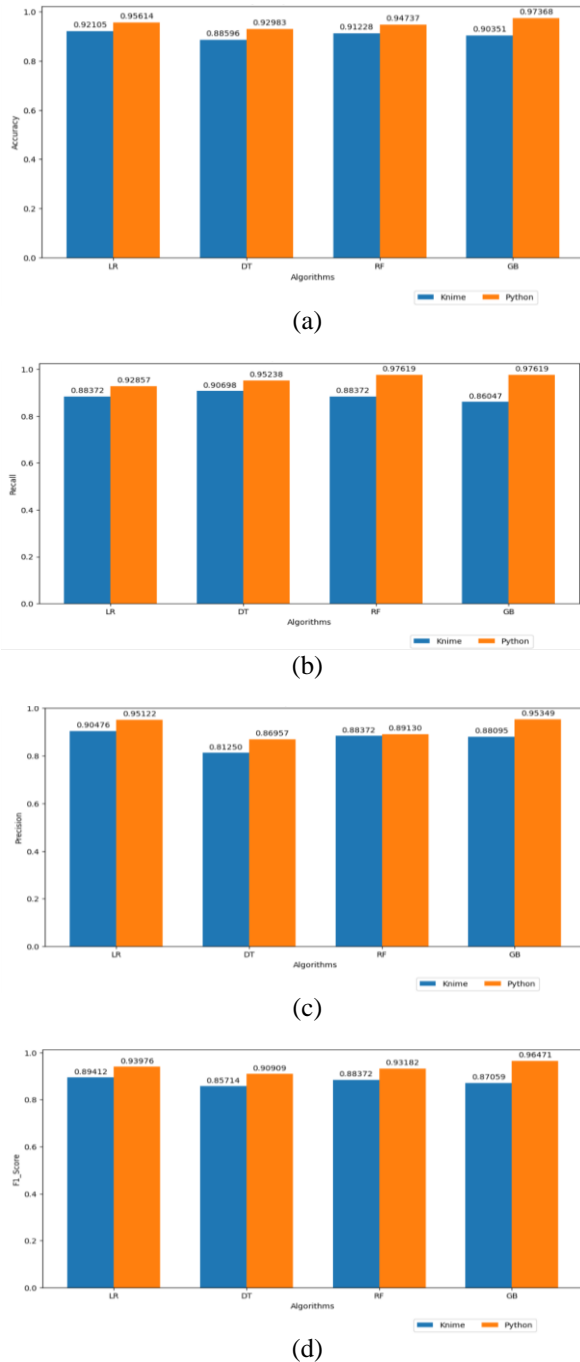 1.0
0.92105
0.95614
0.88596
0.92983
0.91228
0.94737
0.90351
0.97368
0.8
0.6
0.4
0.2
0.0
Accuracy
LR
DT
RF
GB
Algorithms
Knime
Python
(a)
1.0
0.88372
0.92857
0.90698
0.95238
0.88372
0.97619
0.86047
0.97619
0.8
0.6
0.4
0.2
0.0
Recall
LR
DT
RF
GB
Algorithms
Knime
Python
(b)
1.0
0.90476
0.95122
0.81250
0.86957
0.88372
0.89130
0.88095
0.95349
0.8
0.6
0.4
0.2
0.0
Precision
LR
DT
RF
GB
Algorithms
Knime
Python
(c)
1.0
0.89412
0.93976
0.85714
0.90909
0.88372
0.93182
0.87059
0.96471
0.8
0.6
0.4
0.2
0.0
F1_Score
LR
DT
RF
GB
Algorithms
Knime
Python
(d)